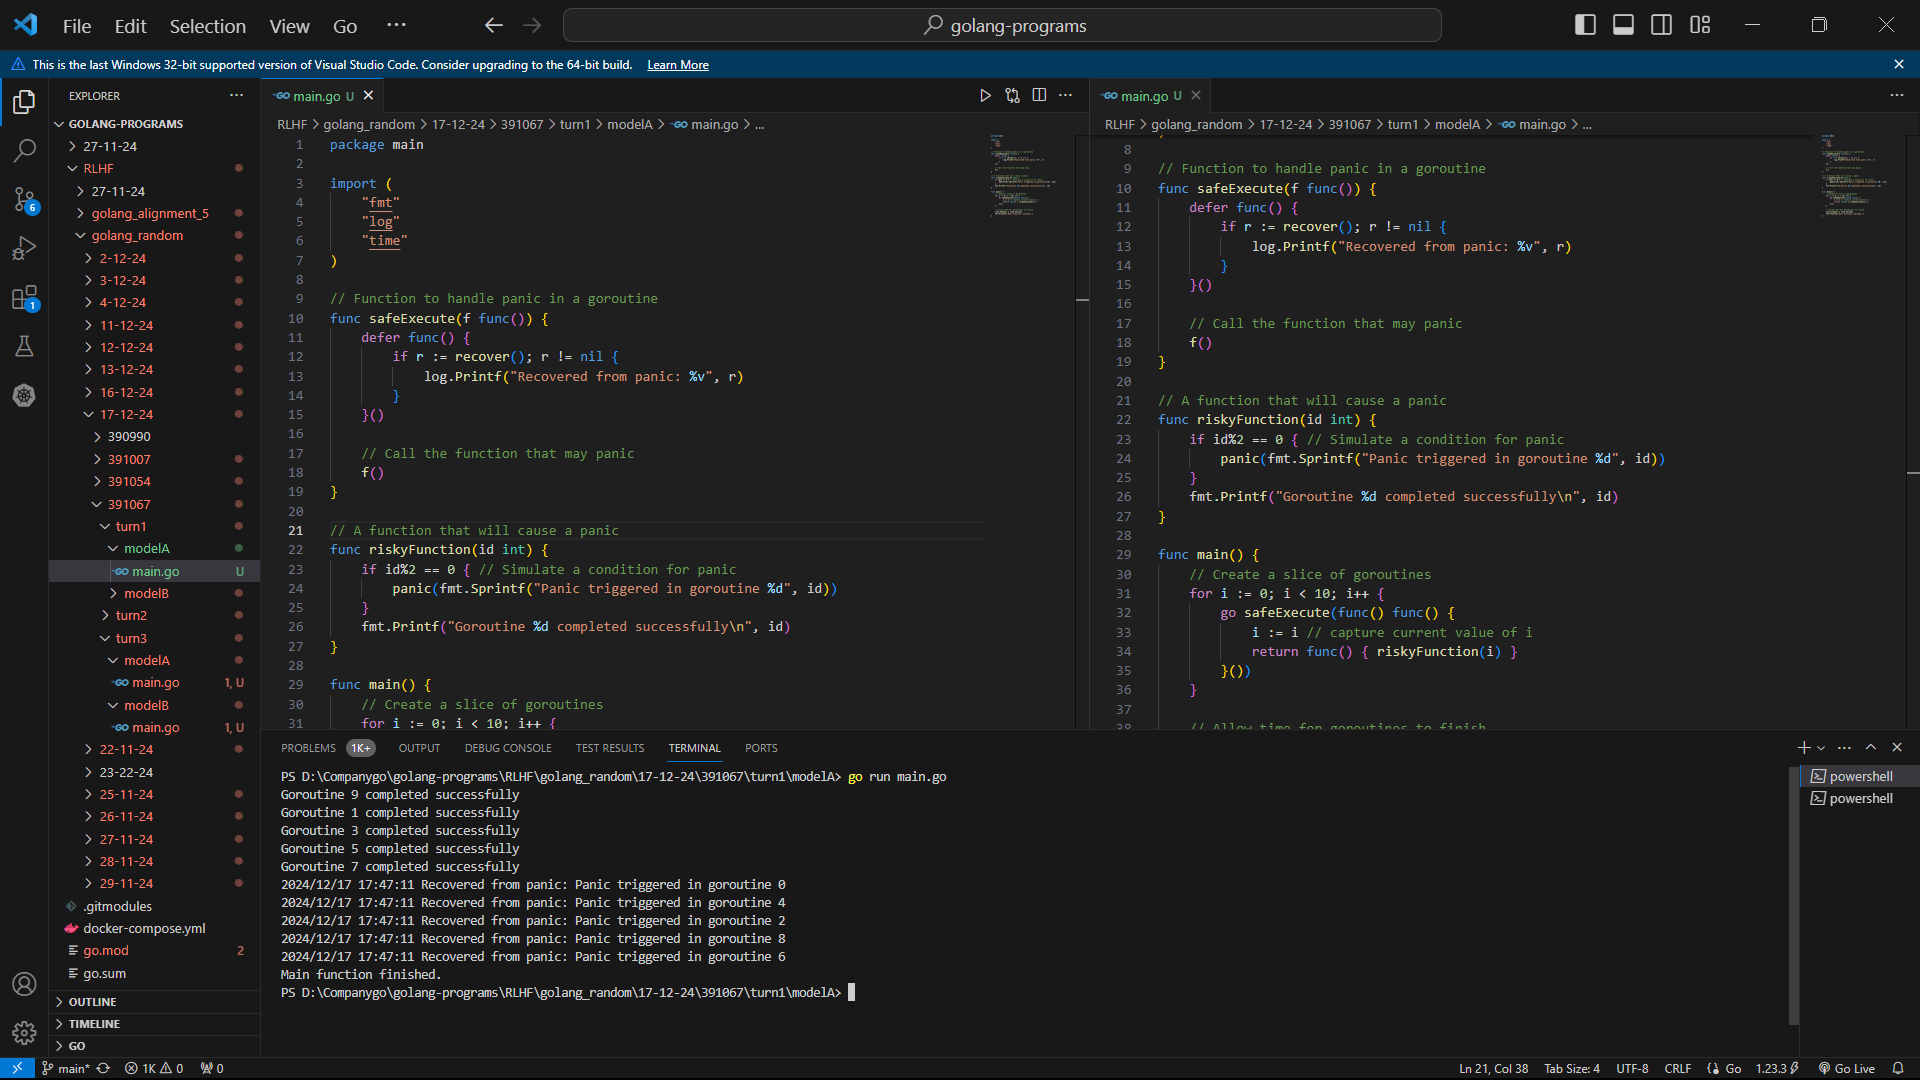 File Edit Selection View Go ··· golang-programs
This is the last Windows 32-bit supported version of Visual Studio Code. Consider upgrading to the 64-bit build. Learn More
EXPLORER
GOLANG-PROGRAMS
27-11-24
RLHF
27-11-24
golang_alignment_5
golang_random
2-12-24
3-12-24
4-12-24
11-12-24
12-12-24
13-12-24
16-12-24
17-12-24
390990
391007
391054
391067
turn1
modelA
main.go U
modelB
turn2
turn3
modelA
main.go 1, U
modelB
main.go 1, U
22-11-24
23-22-24
25-11-24
26-11-24
27-11-24
28-11-24
29-11-24
.gitmodules
docker-compose.yml
go.mod 2
go.sum
OUTLINE
TIMELINE
GO
6
1
main.go U
RLHF > golang_random > 17-12-24 > 391067 > turn1 > modelA > main.go > ...
1 package main
2
3 import (
4 "fmt"
5 "log"
6 "time"
7 )
8
9 // Function to handle panic in a goroutine
10 func safeExecute(f func()) {
11 defer func() {
12 if r := recover(); r != nil {
13 log.Printf("Recovered from panic: %v", r)
14 }
15 }()
16
17 // Call the function that may panic
18 f()
19 }
20
21 // A function that will cause a panic
22 func riskyFunction(id int) {
23 if id%2 == 0 { // Simulate a condition for panic
24 panic(fmt.Sprintf("Panic triggered in goroutine %d", id))
25 }
26 fmt.Printf("Goroutine %d completed successfully\n", id)
27 }
28
29 func main() {
30 // Create a slice of goroutines
31 for i := 0; i < 10; i++ {
main.go U
RLHF > golang_random > 17-12-24 > 391067 > turn1 > modelA > main.go > ...
8
9 // Function to handle panic in a goroutine
10 func safeExecute(f func()) {
11 defer func() {
12 if r := recover(); r != nil {
13 log.Printf("Recovered from panic: %v", r)
14 }
15 }()
16
17 // Call the function that may panic
18 f()
19 }
20
21 // A function that will cause a panic
22 func riskyFunction(id int) {
23 if id%2 == 0 { // Simulate a condition for panic
24 panic(fmt.Sprintf("Panic triggered in goroutine %d", id))
25 }
26 fmt.Printf("Goroutine %d completed successfully\n", id)
27 }
28
29 func main() {
30 // Create a slice of goroutines
31 for i := 0; i < 10; i++ {
32 go safeExecute(func() func() {
33 i := i // capture current value of i
34 return func() { riskyFunction(i) }
35 }())
36 }
37
38 // Allow time for goroutines to finish
PROBLEMS 1K+ OUTPUT DEBUG CONSOLE TEST RESULTS TERMINAL PORTS
PS D:\Companygo\golang-programs\RLHF\golang_random\17-12-24\391067\turn1\modelA> go run main.go
Goroutine 9 completed successfully
Goroutine 1 completed successfully
Goroutine 3 completed successfully
Goroutine 5 completed successfully
Goroutine 7 completed successfully
2024/12/17 17:47:11 Recovered from panic: Panic triggered in goroutine 0
2024/12/17 17:47:11 Recovered from panic: Panic triggered in goroutine 4
2024/12/17 17:47:11 Recovered from panic: Panic triggered in goroutine 2
2024/12/17 17:47:11 Recovered from panic: Panic triggered in goroutine 8
2024/12/17 17:47:11 Recovered from panic: Panic triggered in goroutine 6
Main function finished.
PS D:\Companygo\golang-programs\RLHF\golang_random\17-12-24\391067\turn1\modelA>
powershell
powershell
main* 1K 0 0 Ln 21, Col 38 Tab Size: 4 UTF-8 CRLF Go 1.23.3 Go Live